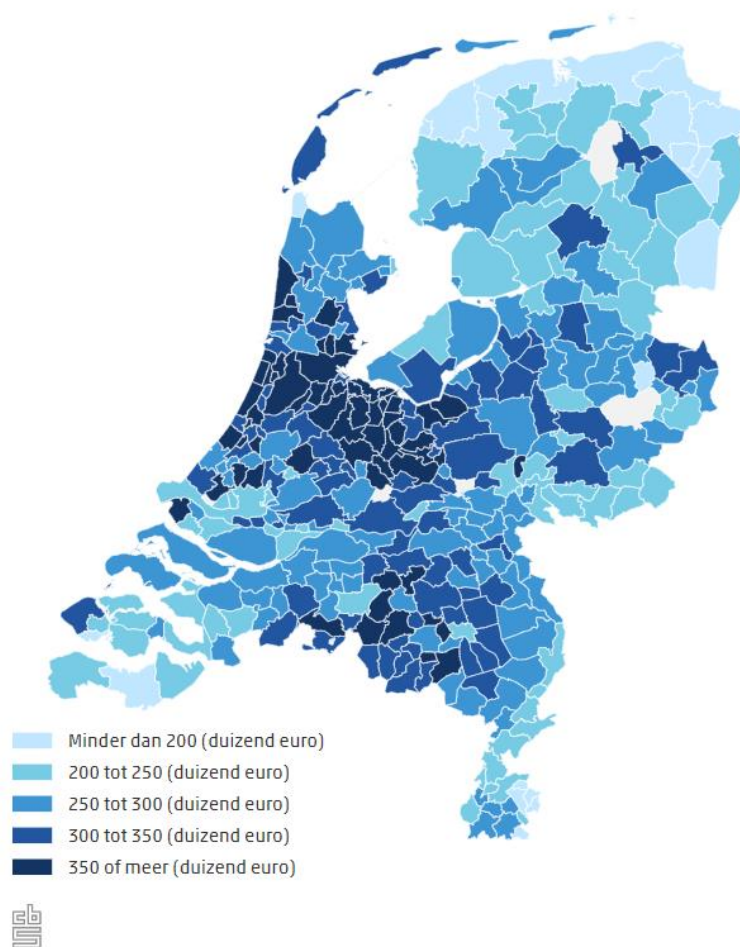 Minder dan 200 (duizend euro)
200 tot 250 (duizend euro)
250 tot 300 (duizend euro)
300 tot 350 (duizend euro)
350 of meer (duizend euro)
cbs